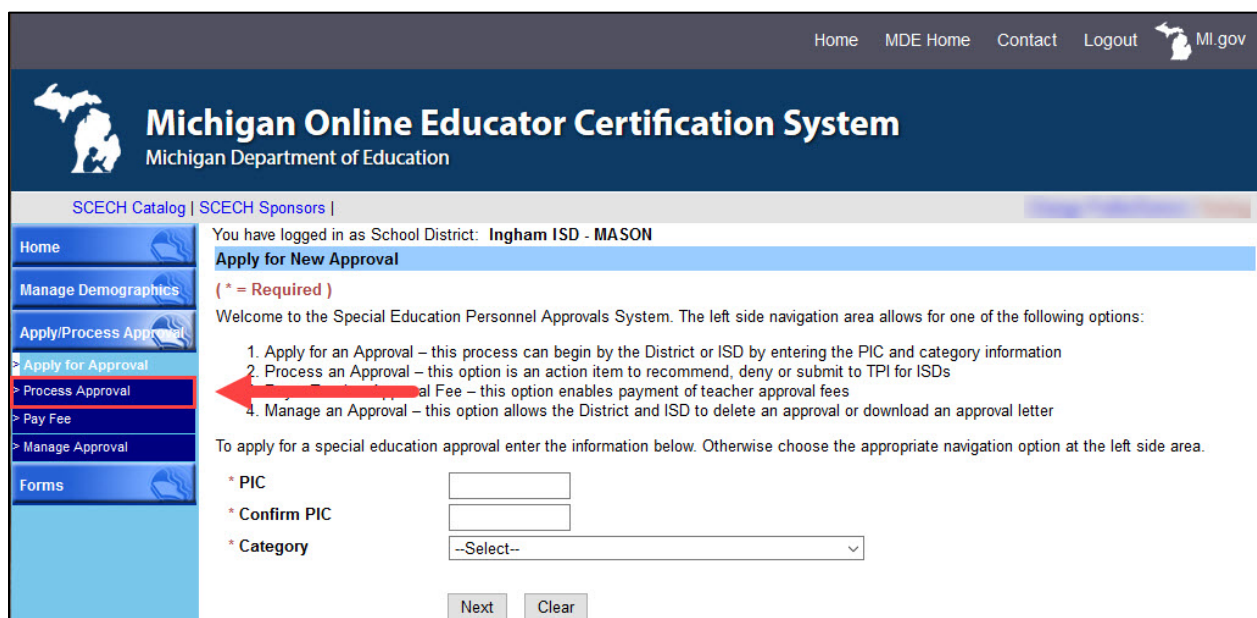 Home MDE Home Contact Logout MI.gov
Michigan Online Educator Certification System
Michigan Department of Education
SCECH Catalog | SCECH Sponsors |
You have logged in as School District: Ingham ISD - MASON
Home
Apply for New Approval
Manage Demographics
( * = Required )
Welcome to the Special Education Personnel Approvals System. The left side navigation area allows for one of the following options:
Apply/Process Approval
1. Apply for an Approval – this process can begin by the District or ISD by entering the PIC and category information
> Apply for Approval
2. Process an Approval – this option is an action item to recommend, deny or submit to TPI for ISDs
> Process Approval
al Fee – this option enables payment of teacher approval fees
> Pay Fee
4. Manage an Approval – this option allows the District and ISD to delete an approval or download an approval letter
> Manage Approval
To apply for a special education approval enter the information below. Otherwise choose the appropriate navigation option at the left side area.
Forms
* PIC
* Confirm PIC
* Category --Select--
Next Clear